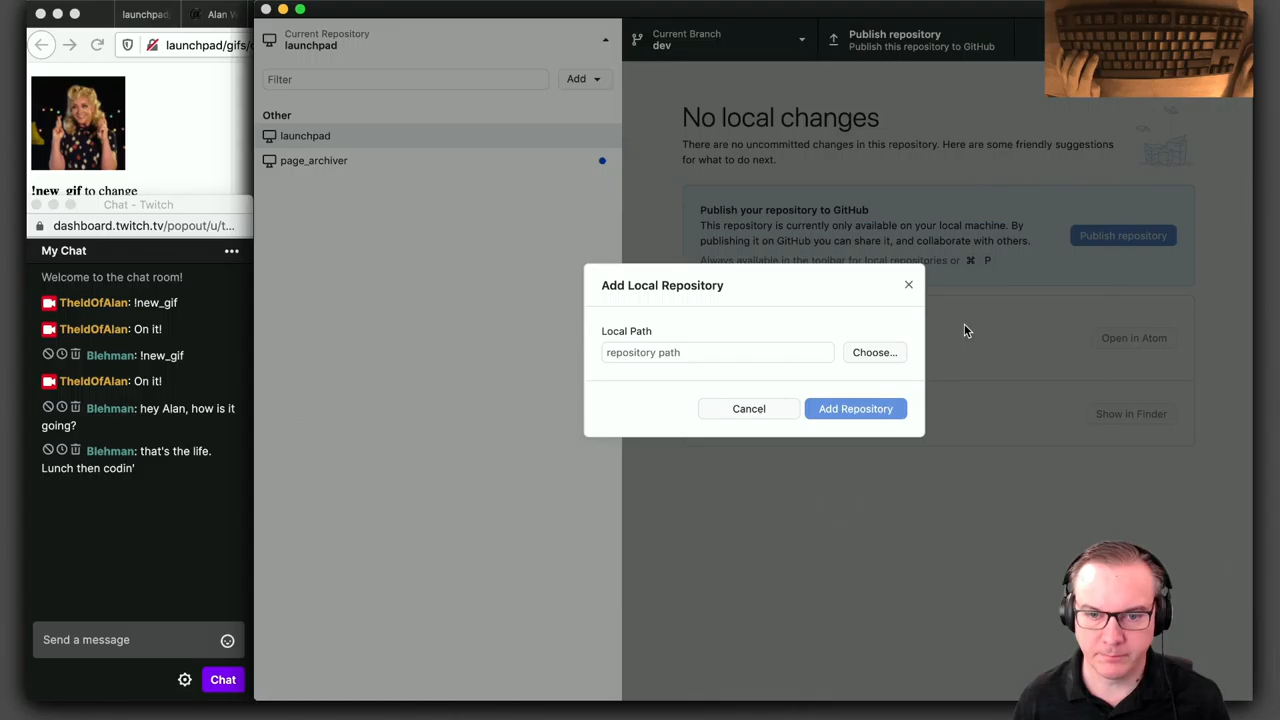 launchpad
Alan W
launchpad/gifs/
!new_gif to change
Chat – Twitch
dashboard.twitch.tv/popout/u/t...
My Chat
Welcome to the chat room!
TheIdOfAlan: !new_gif
TheIdOfAlan: On it!
Blehman: !new_gif
TheIdOfAlan: On it!
Blehman: hey Alan, how is it
going?
Blehman: that's the life.
Lunch then codin'
Send a message
Chat
Current Repository
launchpad
Filter
Add
Other
launchpad
page_archiver
Current Branch
dev
Publish repository
Publish this repository to GitHub
No local changes
There are no uncommitted changes in this repository. Here are some friendly suggestions
for what to do next.
Publish your repository to GitHub
This repository is currently only available on your local machine. By
publishing it on GitHub you can share it, and collaborate with others.
Always available in the toolbar for local repositories or ⌘ P
Publish repository
Open in Atom
Show in Finder
Add Local Repository
Local Path
repository path
Choose...
Cancel
Add Repository